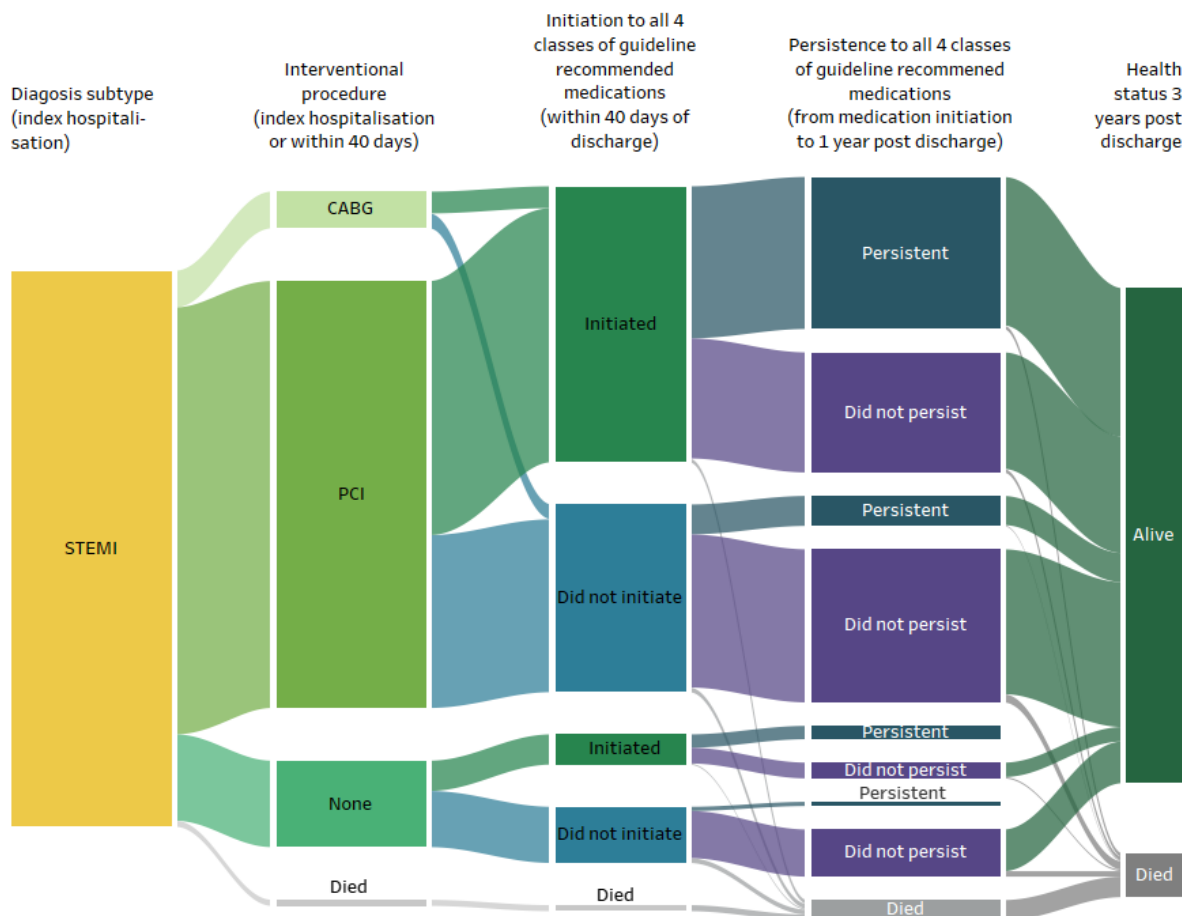 Diagosis subtype
(index hospitali-
sation)
Interventional
procedure
(index hospitalisation
or within 40 days)
Initiation to all 4
classes of guideline
recommended
medications
(within 40 days of
discharge)
Persistence to all 4 classes
of guideline recommened
medications
(from medication initiation
to 1 year post discharge)
Health
status 3
years post
discharge
STEMI
CABG
PCI
None
Died
Initiated
Did not initiate
Initiated
Did not initiate
Died
Persistent
Did not persist
Persistent
Did not persist
Persistent
Did not persist
Persistent
Did not persist
Died
Alive
Died